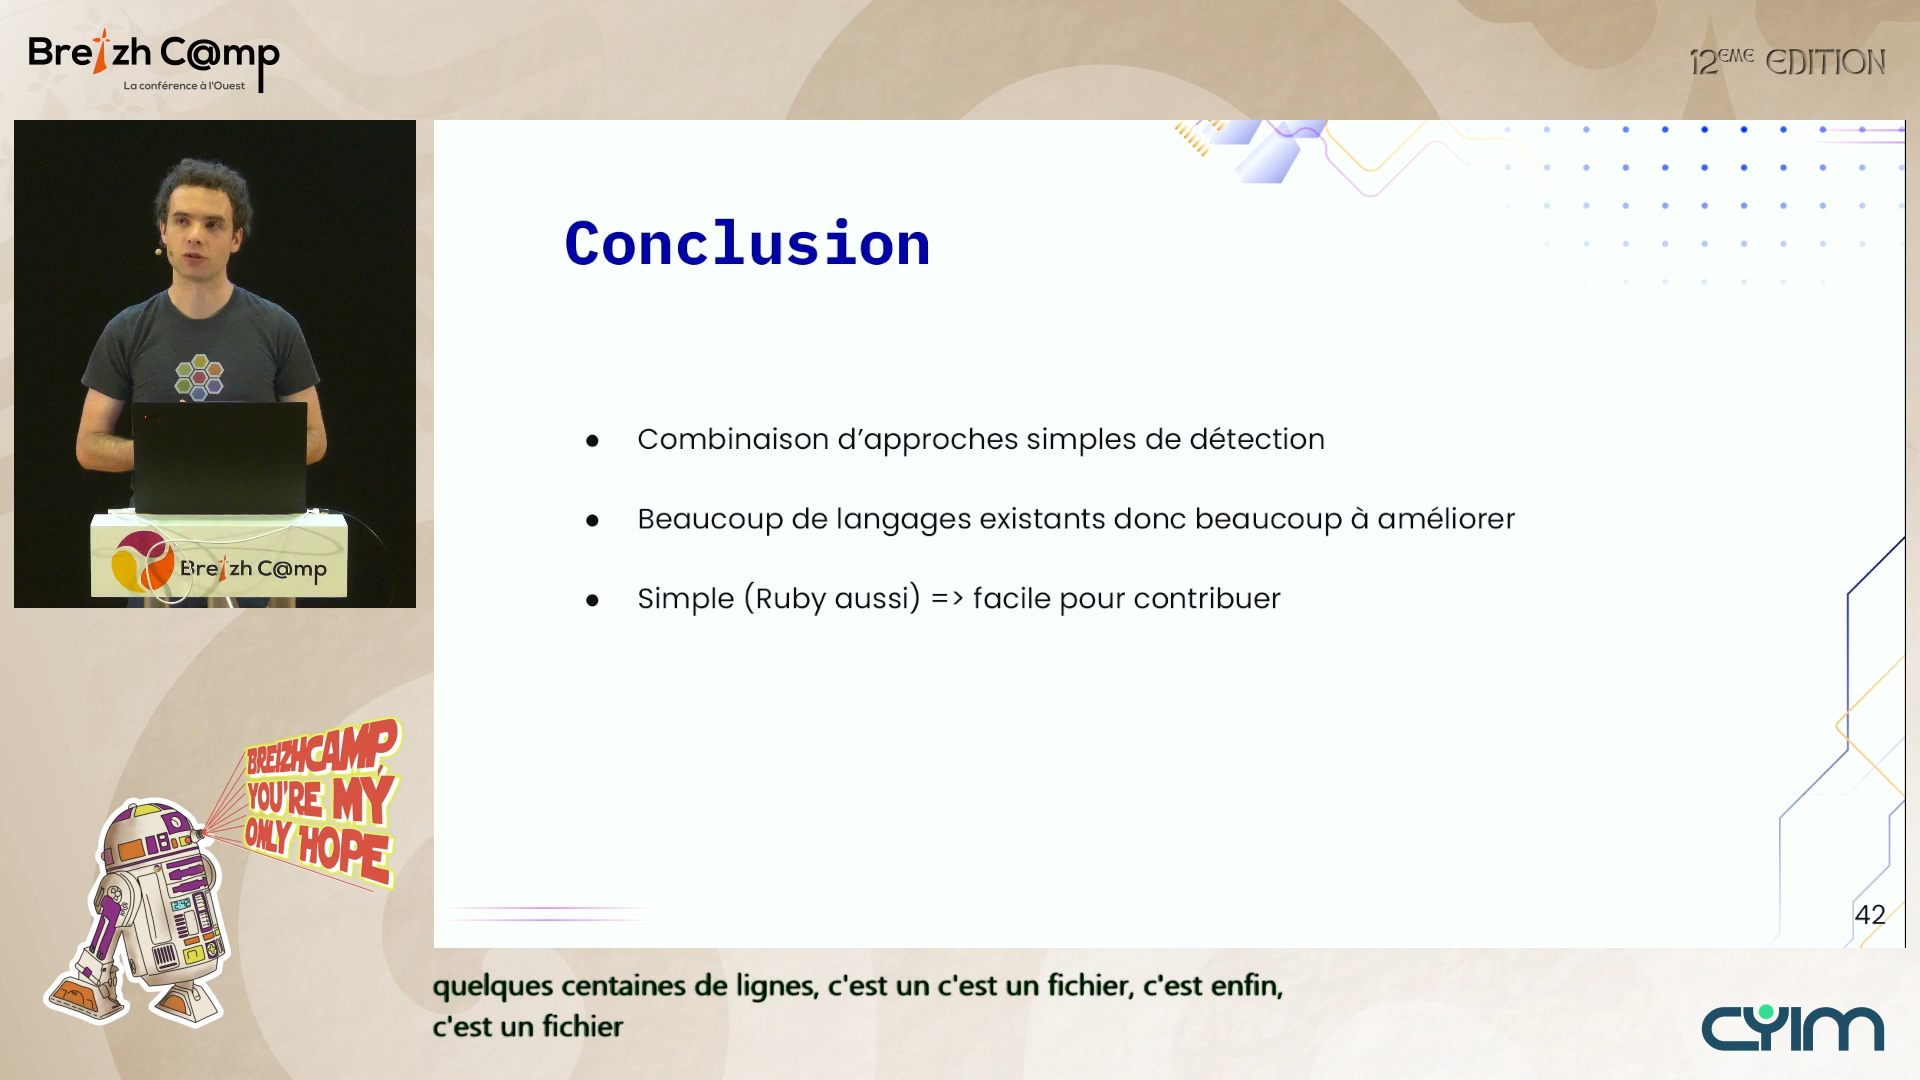 Breizh C@mp
La conférence à l'Ouest
12ÈME EDITION
Conclusion
● Combinaison d’approches simples de détection
● Beaucoup de langages existants donc beaucoup à améliorer
● Simple (Ruby aussi) => facile pour contribuer
Breizh C@mp
BREIZHCAMP,
YOU'RE MY
ONLY HOPE
42
quelques centaines de lignes, c'est un c'est un fichier, c'est enfin,
c'est un fichier
CYIM